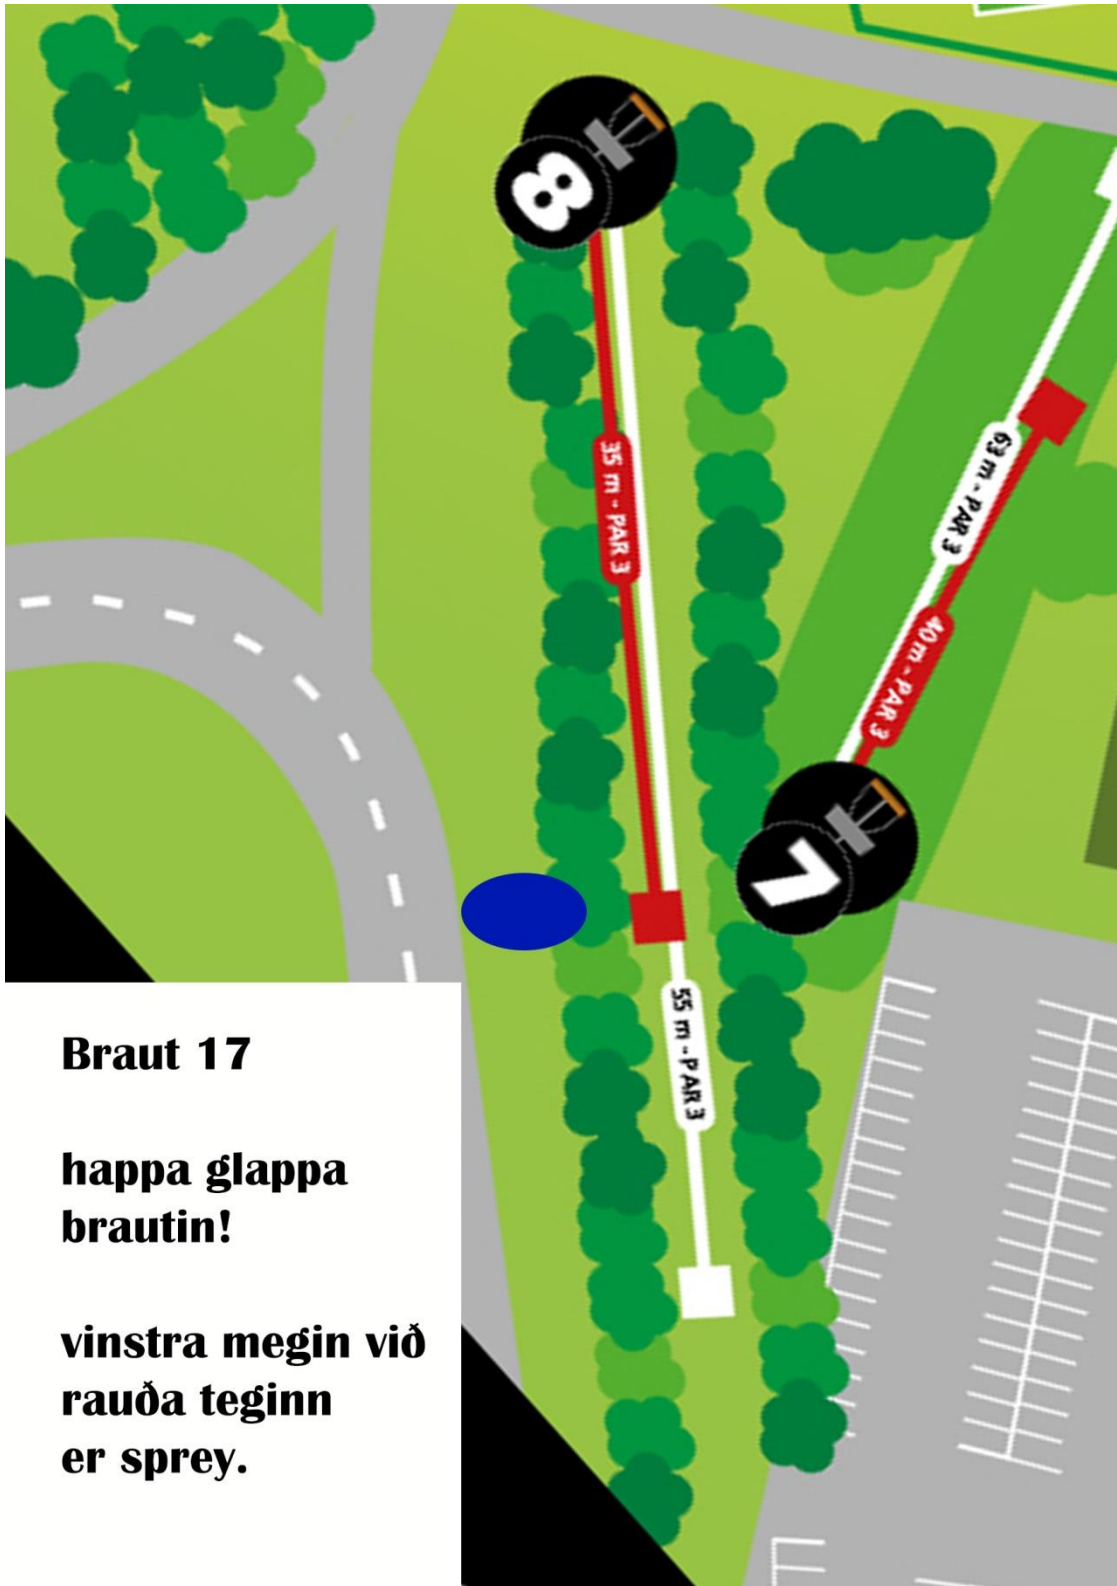 8
35 m - PAR 3
63 m - PAR 3
40 m - PAR 3
7
55 m - PAR 3
Braut 17
happa glappa
brautin!
vinstra megin við
rauða teginn
er sprey.